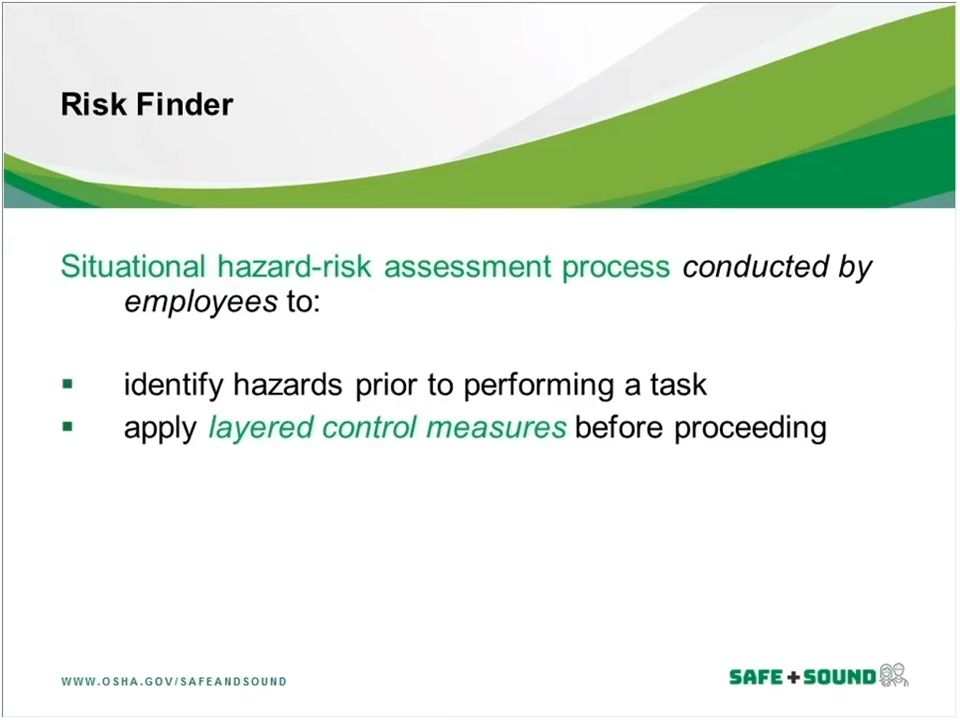 Risk Finder
Situational hazard-risk assessment process conducted by
employees to:
▪ identify hazards prior to performing a task
▪ apply layered control measures before proceeding
WWW.OSHA.GOV/SAFEANDSOUND
SAFE+SOUND